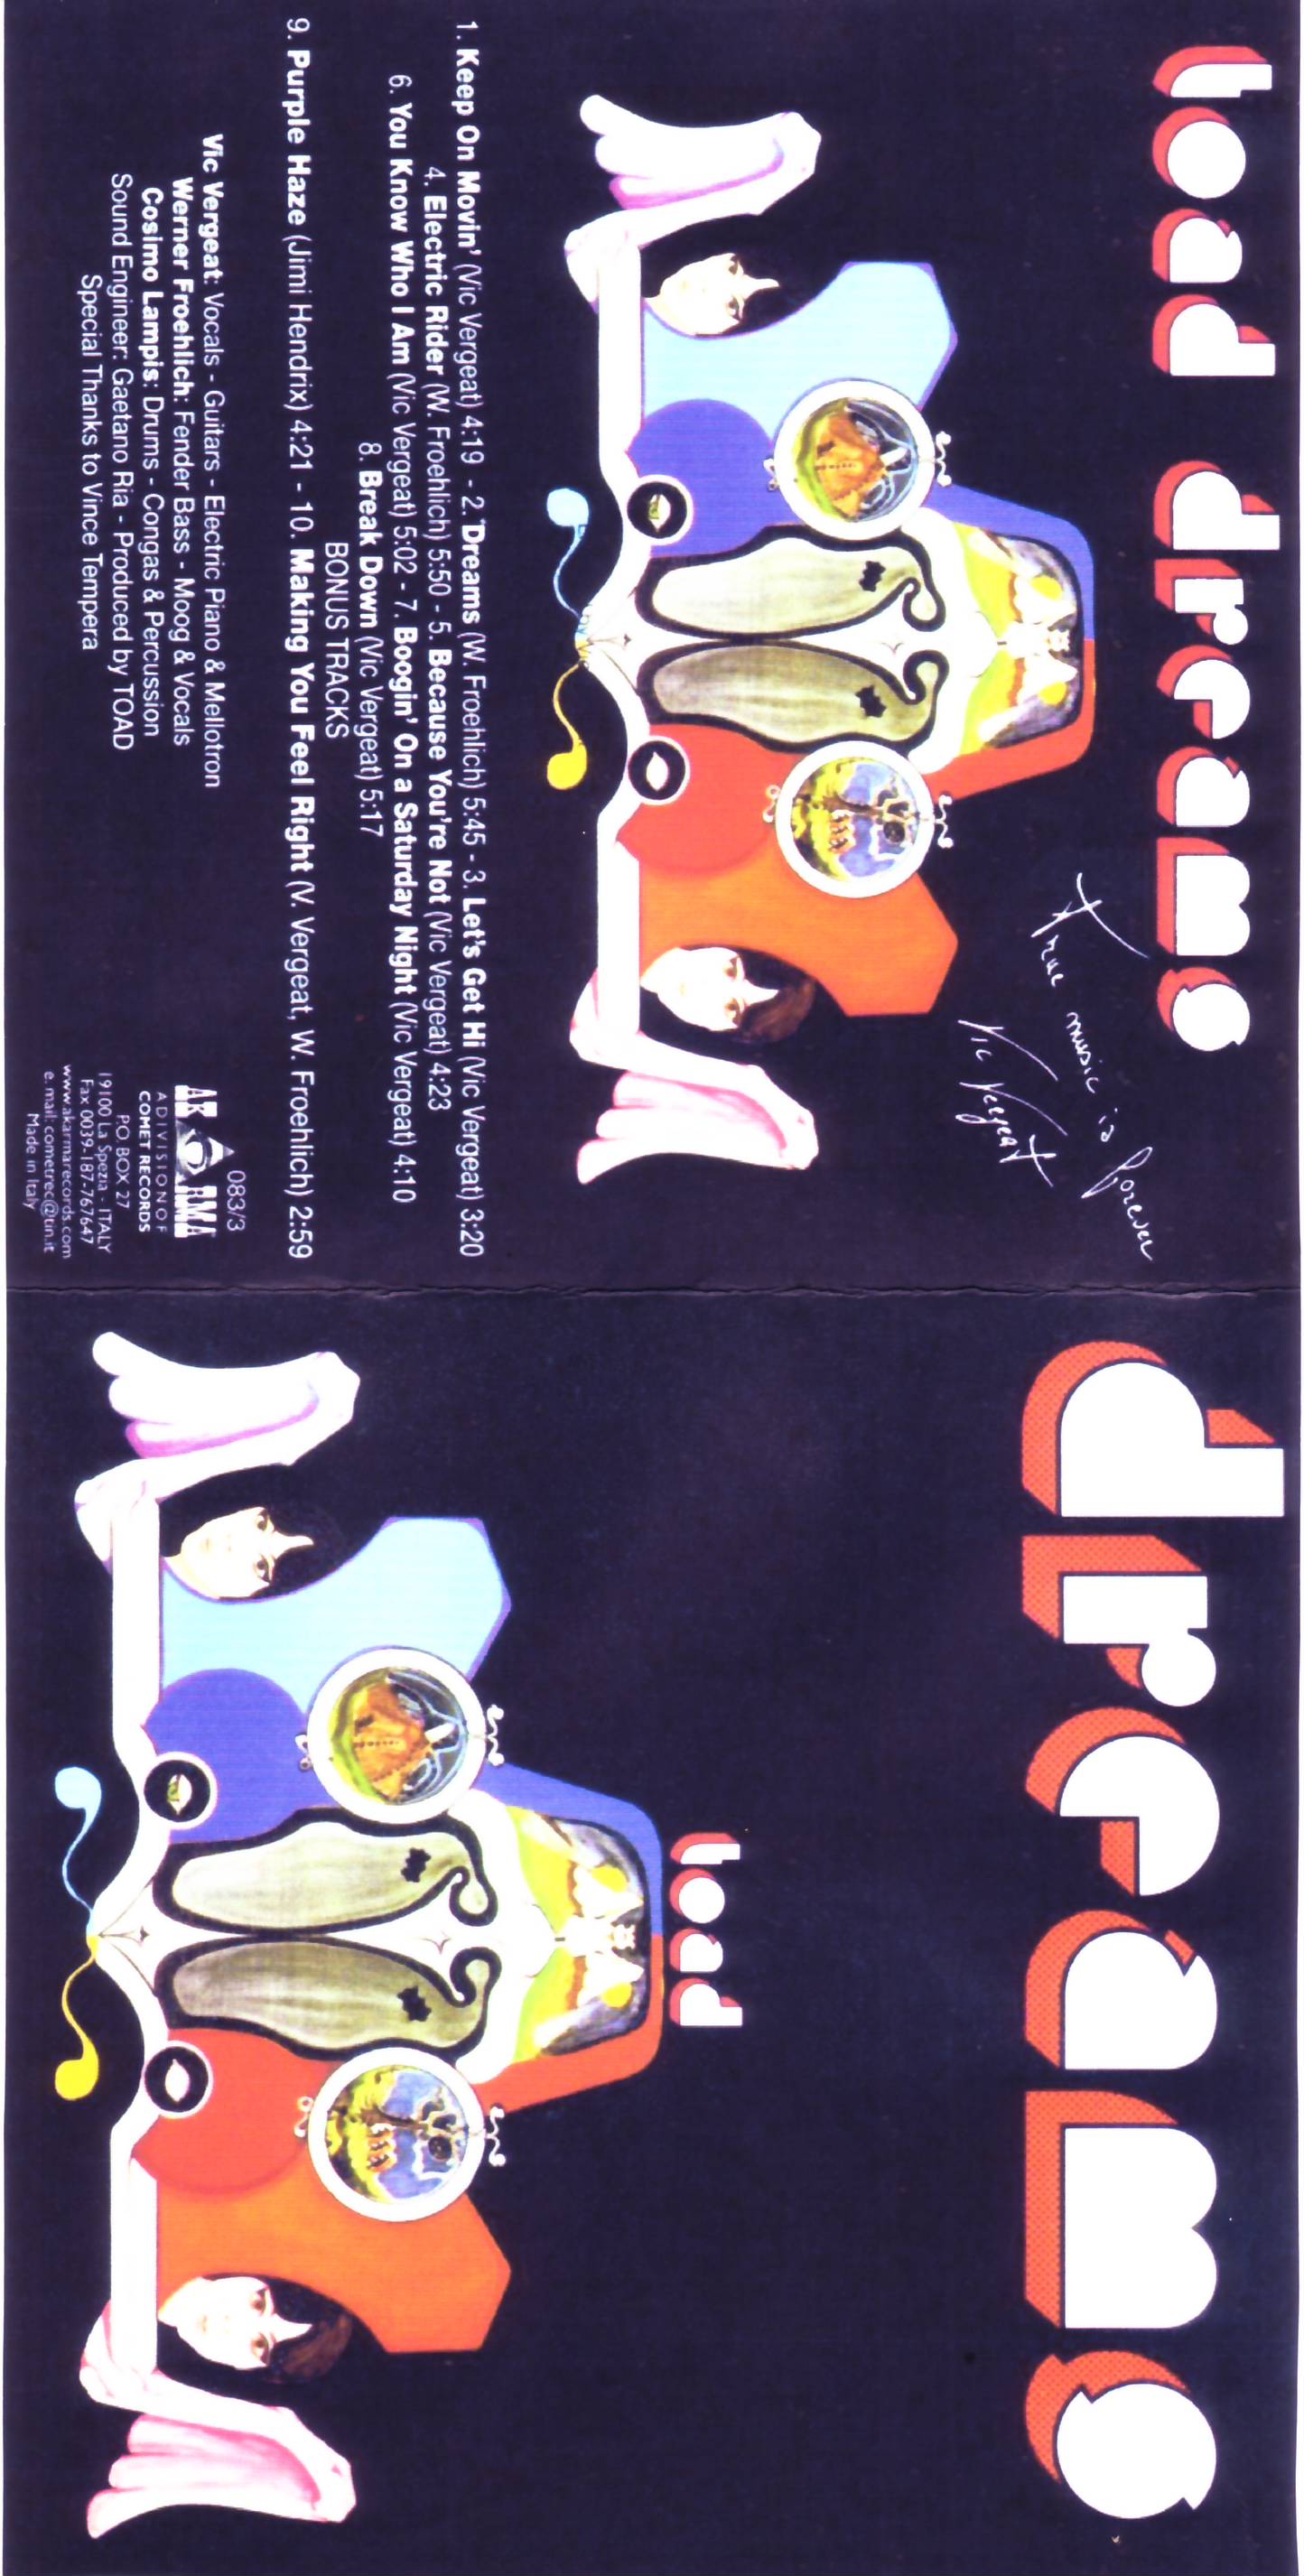 toad dreams
True music is forever
Vic Vergeat
1. Keep On Movin' (Vic Vergeat) 4:19 - 2. Dreams (W. Froehlich) 5:45 - 3. Let's Get Hi (Vic Vergeat) 3:20
4. Electric Rider (W. Froehlich) 5:50 - 5. Because You're Not (Vic Vergeat) 4:23
6. You Know Who I Am (Vic Vergeat) 5:02 - 7. Boogin' On a Saturday Night (Vic Vergeat) 4:10
8. Break Down (Vic Vergeat) 5:17
BONUS TRACKS
9. Purple Haze (Jimi Hendrix) 4:21 - 10. Making You Feel Right (V. Vergeat, W. Froehlich) 2:59
Vic Vergeat: Vocals - Guitars - Electric Piano & Mellotron
Werner Froehlich: Fender Bass - Moog & Vocals
Cosimo Lampis: Drums - Congas & Percussion
Sound Engineer: Gaetano Ria - Produced by TOAD
Special Thanks to Vince Tempera
083/3
AKARMA
A DIVISION OF
COMET RECORDS
P.O. BOX 27
19100 La Spezia - ITALY
Fax 0039-187-767647
www.akarmarecords.com
e.mail: cometrec@tin.it
Made in Italy
dreams
toad